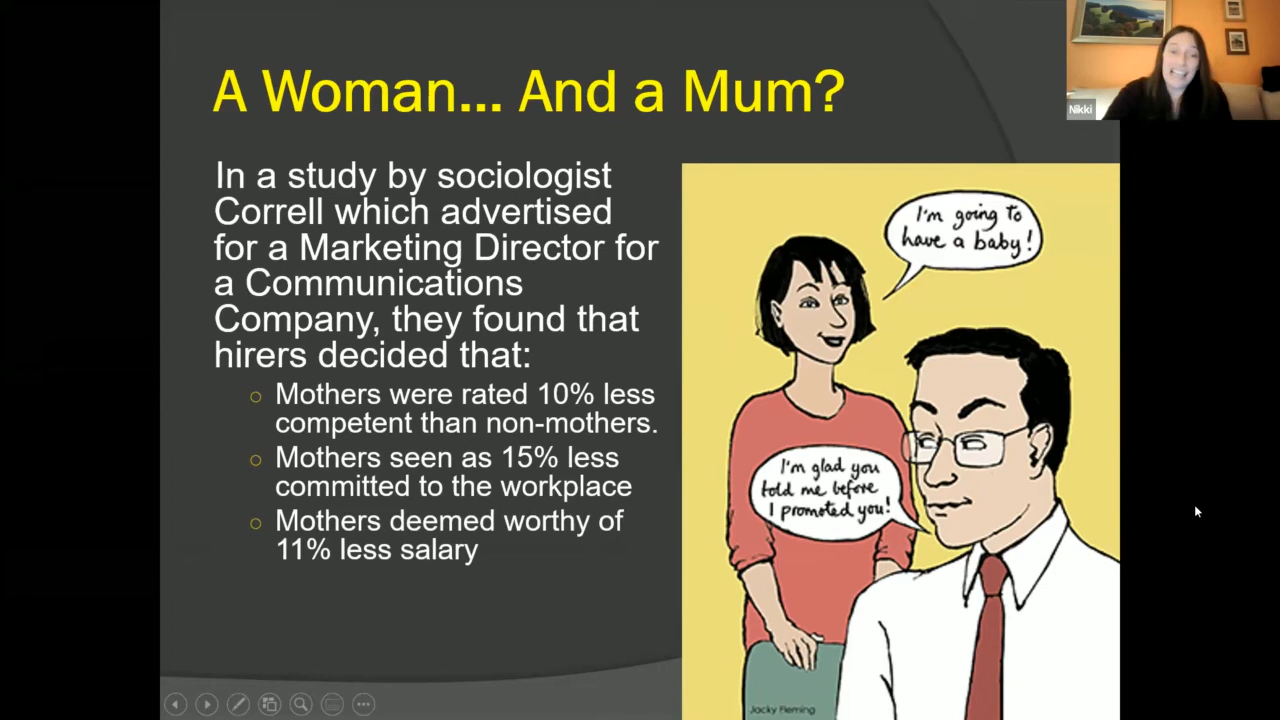 A Woman... And a Mum?
Nikki
In a study by sociologist
Correll which advertised
for a Marketing Director for
a Communications
Company, they found that
hirers decided that:
Mothers were rated 10% less
competent than non-mothers.
Mothers seen as 15% less
committed to the workplace
Mothers deemed worthy of
11% less salary
I'm going to
have a baby!
I'm glad you
told me before
I promoted you!
Jacky Fleming